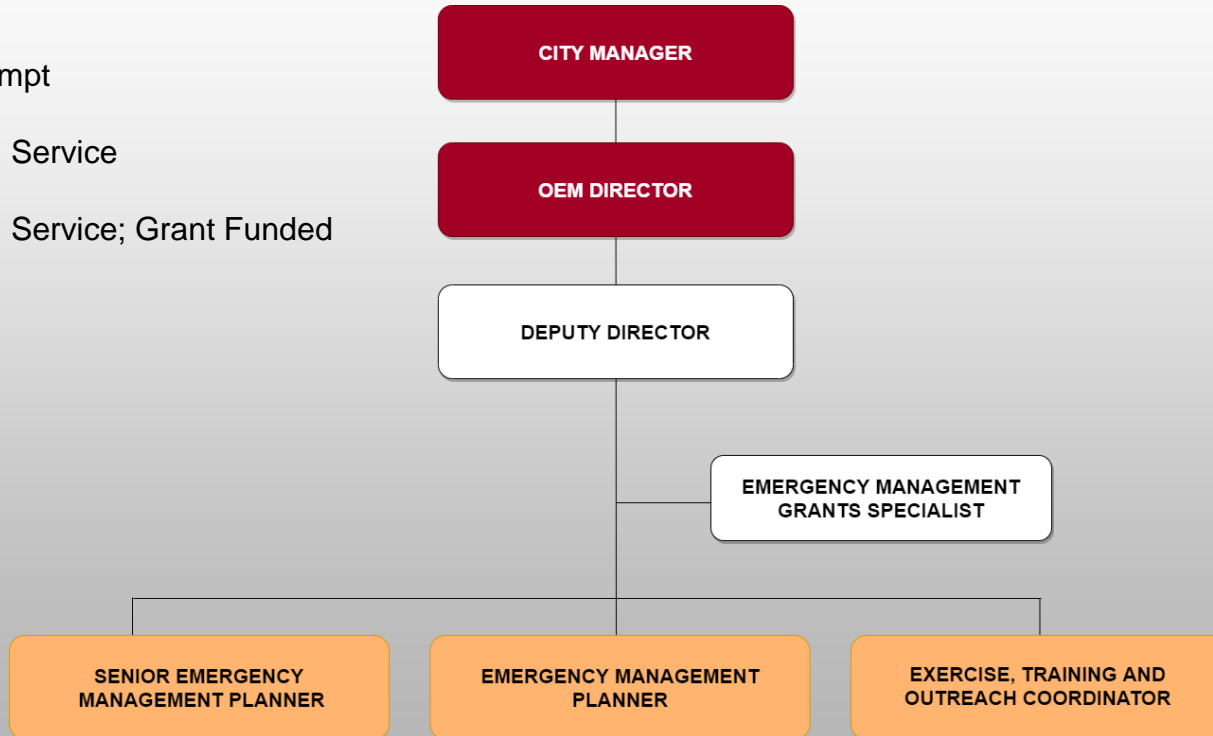 mpt
Service
Service; Grant Funded
CITY MANAGER
OEM DIRECTOR
DEPUTY DIRECTOR
EMERGENCY MANAGEMENT
GRANTS SPECIALIST
SENIOR EMERGENCY
MANAGEMENT PLANNER
EMERGENCY MANAGEMENT
PLANNER
EXERCISE, TRAINING AND
OUTREACH COORDINATOR